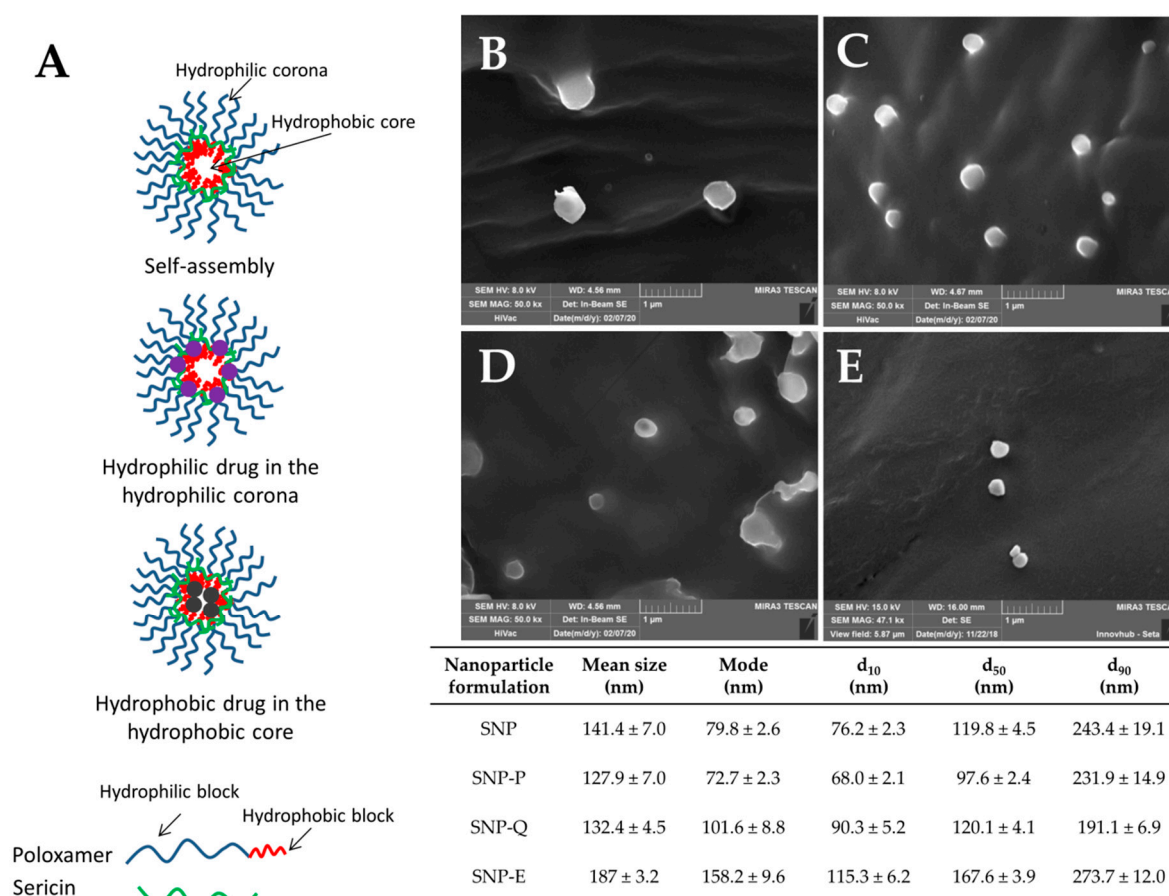 A
Hydrophilic corona
Hydrophobic core
Self-assembly
Hydrophilic drug in the
hydrophilic corona
Hydrophobic drug in the
hydrophobic core
Hydrophilic block
Hydrophobic block
Poloxamer
Sericin
B
SEM HV: 8.0 kV WD: 4.56 mm MIRA3 TESCAN
SEM MAG: 50.0 kx Det: In-Beam SE 1 µm
HiVac Date(m/d/y): 02/07/20
C
SEM HV: 8.0 kV WD: 4.67 mm MIRA3 TESCA
SEM MAG: 50.0 kx Det: In-Beam SE 1 µm
HiVac Date(m/d/y): 02/07/20
D
SEM HV: 8.0 kV WD: 4.56 mm MIRA3 TESCAN
SEM MAG: 50.0 kx Det: In-Beam SE 1 µm
HiVac Date(m/d/y): 02/07/20
E
SEM HV: 15.0 kV WD: 16.00 mm MIRA3 TESCA
SEM MAG: 47.1 kx Det: SE 1 µm
View field: 5.87 µm Date(m/d/y): 11/22/18 Innovhub - Seta
Nanoparticle formulation Mean size (nm) Mode (nm) d10 (nm) d50 (nm) d90 (nm)
SNP 141.4 ± 7.0 79.8 ± 2.6 76.2 ± 2.3 119.8 ± 4.5 243.4 ± 19.1
SNP-P 127.9 ± 7.0 72.7 ± 2.3 68.0 ± 2.1 97.6 ± 2.4 231.9 ± 14.9
SNP-Q 132.4 ± 4.5 101.6 ± 8.8 90.3 ± 5.2 120.1 ± 4.1 191.1 ± 6.9
SNP-E 187 ± 3.2 158.2 ± 9.6 115.3 ± 6.2 167.6 ± 3.9 273.7 ± 12.0